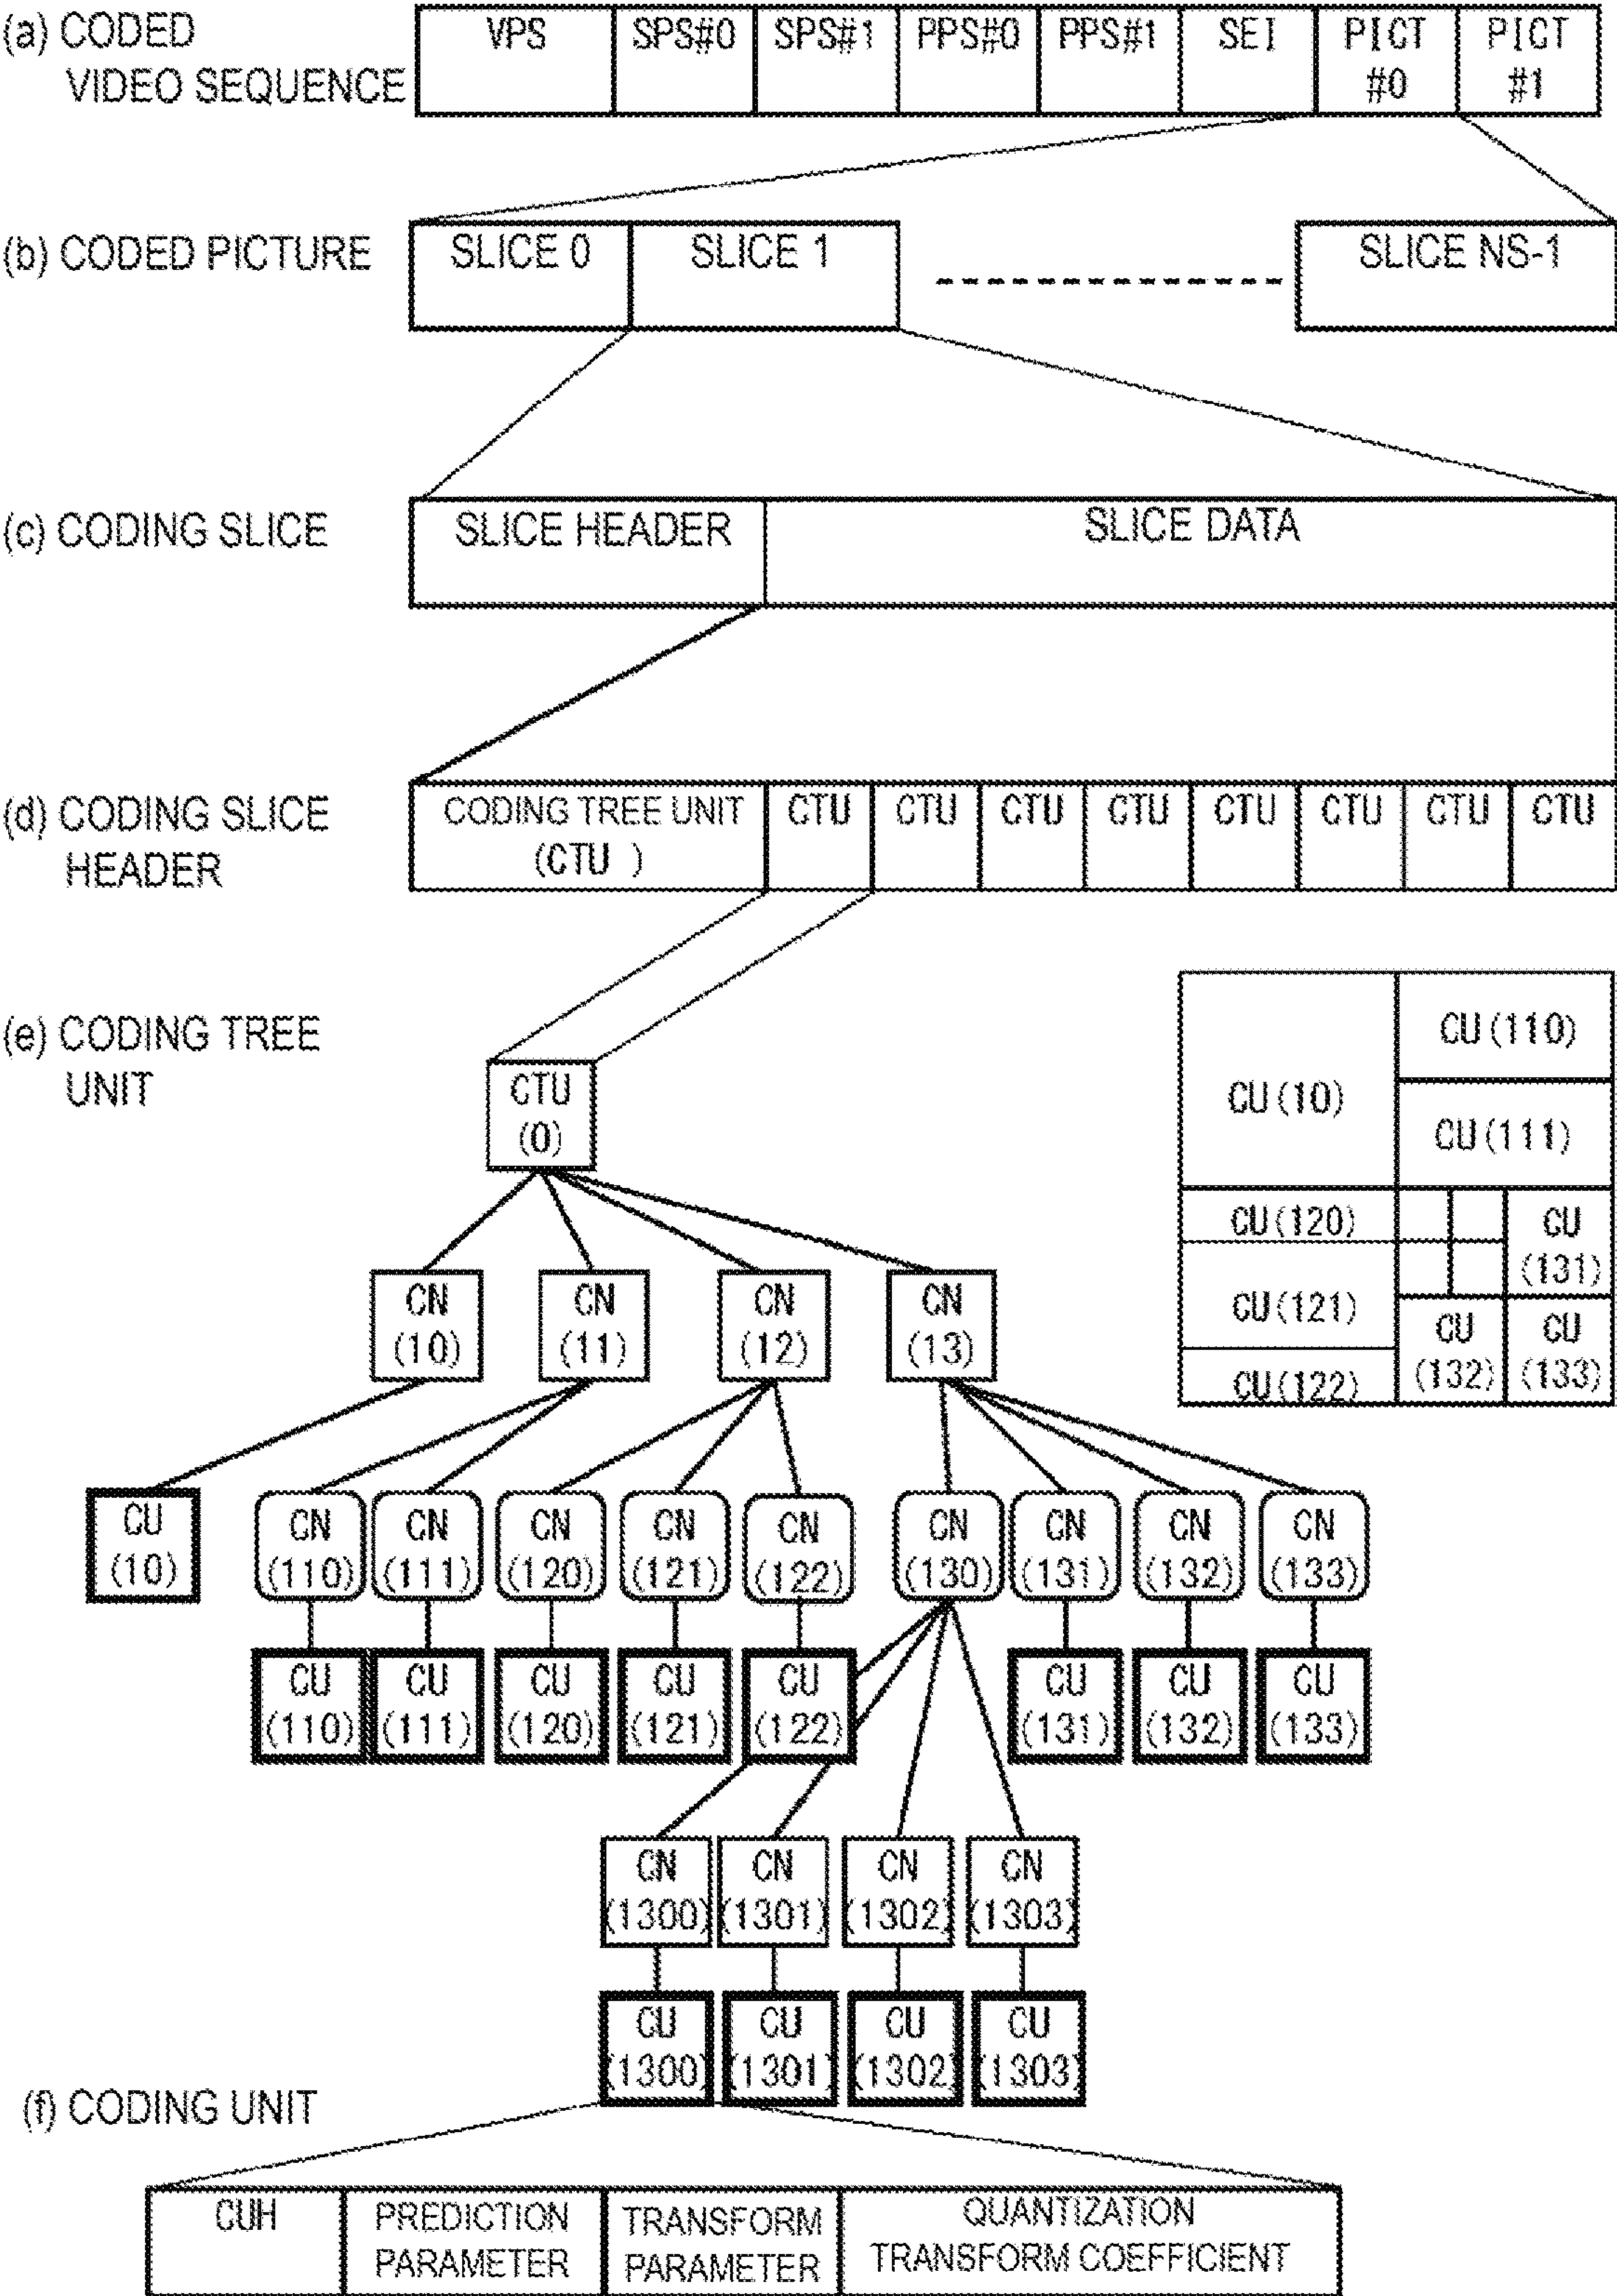 (a) CODED
VIDEO SEQUENCE
VPS SPS#0 SPS#1 PPS#0 PPS#1 SEI PICT PICT
#0 #1
(b) CODED PICTURE
SLICE 0 SLICE 1 SLICE NS-1
(c) CODING SLICE
SLICE HEADER SLICE DATA
(d) CODING SLICE
HEADER
CODING TREE UNIT CTU CTU CTU CTU CTU CTU CTU CTU
(CTU )
(e) CODING TREE
UNIT
CU(110)
CU(10)
CU(111)
CU(120) CU
(131)
CU(121) CU CU
(132) (133)
CU(122)
CTU
(0)
CN CN CN CN
(10) (11) (12) (13)
CU CN CN CN CN CN CN CN CN CN
(10) (110) (111) (120) (121) (122) (130) (131) (132) (133)
CU CU CU CU CU CU CU CU
(110) (111) (120) (121) (122) (131) (132) (133)
CN CN CN CN
(1300) (1301) (1302) (1303)
CU CU CU CU
(1300) (1301) (1302) (1303)
(f) CODING UNIT
CUH PREDICTION TRANSFORM QUANTIZATION
PARAMETER PARAMETER TRANSFORM COEFFICIENT